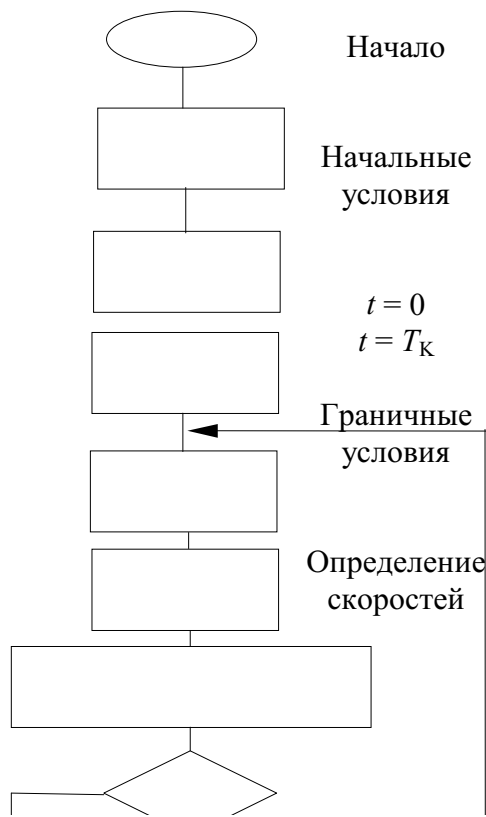 Начало
Начальные
условия
t = 0
t = TК
Граничные
условия
Определение
скоростей